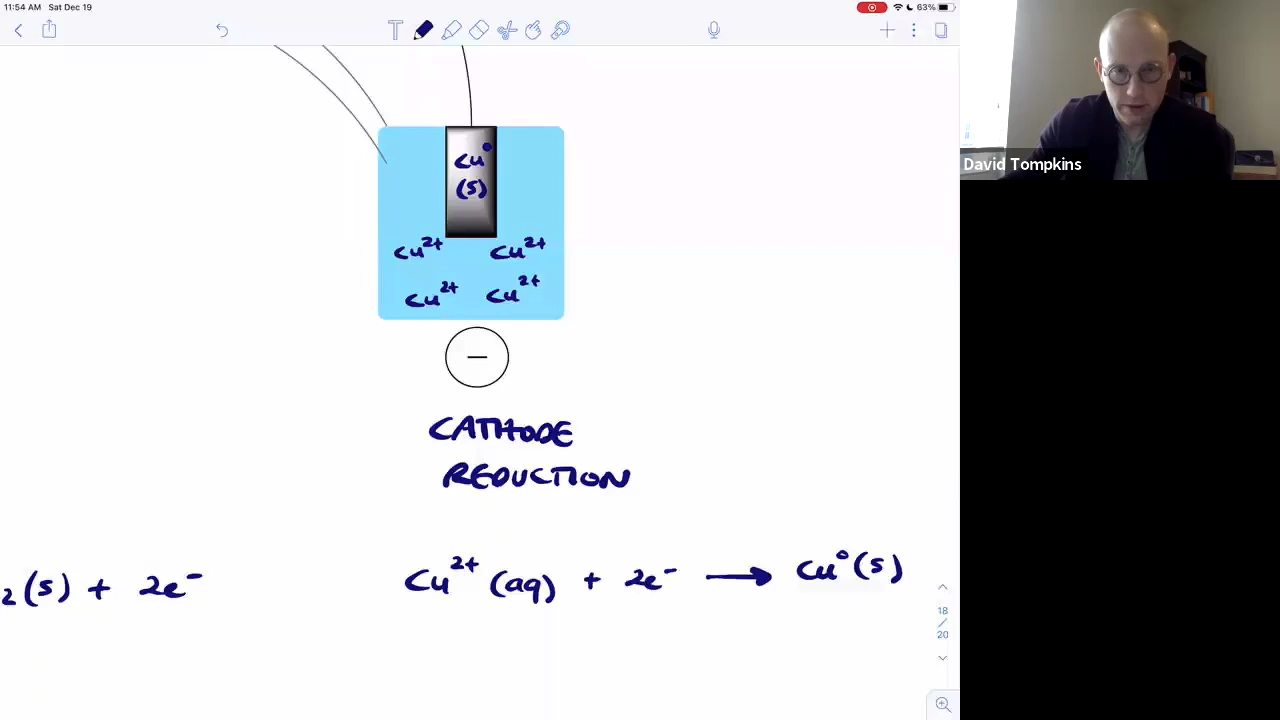 11:54 AM Sat Dec 19
63%
T
Cu°
(s)
Cu²⁺ Cu²⁺
Cu²⁺ Cu²⁺
−
CATHODE
REDUCTION
₂(s) + 2e⁻
Cu²⁺(aq) + 2e⁻ → Cu°(s)
18
/
20
David Tompkins